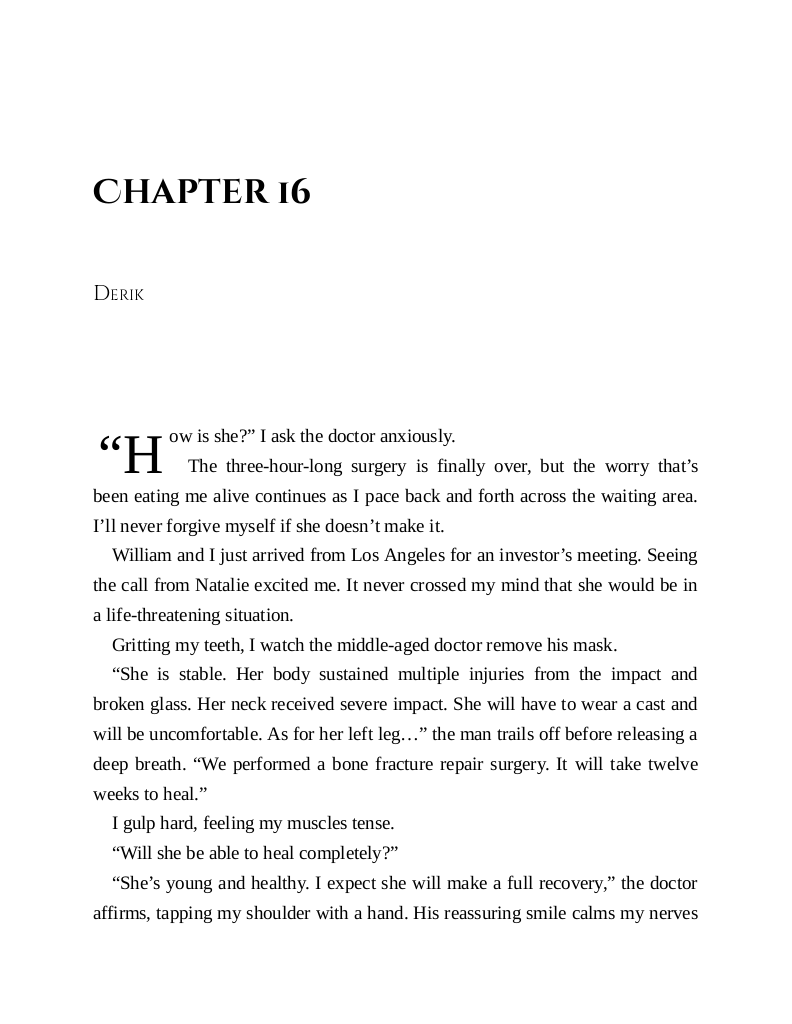 Chapter 16
Derik
“How is she?” I ask the doctor anxiously.
The three-hour-long surgery is finally over, but the worry that’s
been eating me alive continues as I pace back and forth across the waiting area.
I’ll never forgive myself if she doesn’t make it.
William and I just arrived from Los Angeles for an investor’s meeting. Seeing
the call from Natalie excited me. It never crossed my mind that she would be in
a life-threatening situation.
Gritting my teeth, I watch the middle-aged doctor remove his mask.
“She is stable. Her body sustained multiple injuries from the impact and
broken glass. Her neck received severe impact. She will have to wear a cast and
will be uncomfortable. As for her left leg…” the man trails off before releasing a
deep breath. “We performed a bone fracture repair surgery. It will take twelve
weeks to heal.”
I gulp hard, feeling my muscles tense.
“Will she be able to heal completely?”
“She’s young and healthy. I expect she will make a full recovery,” the doctor
affirms, tapping my shoulder with a hand. His reassuring smile calms my nerves